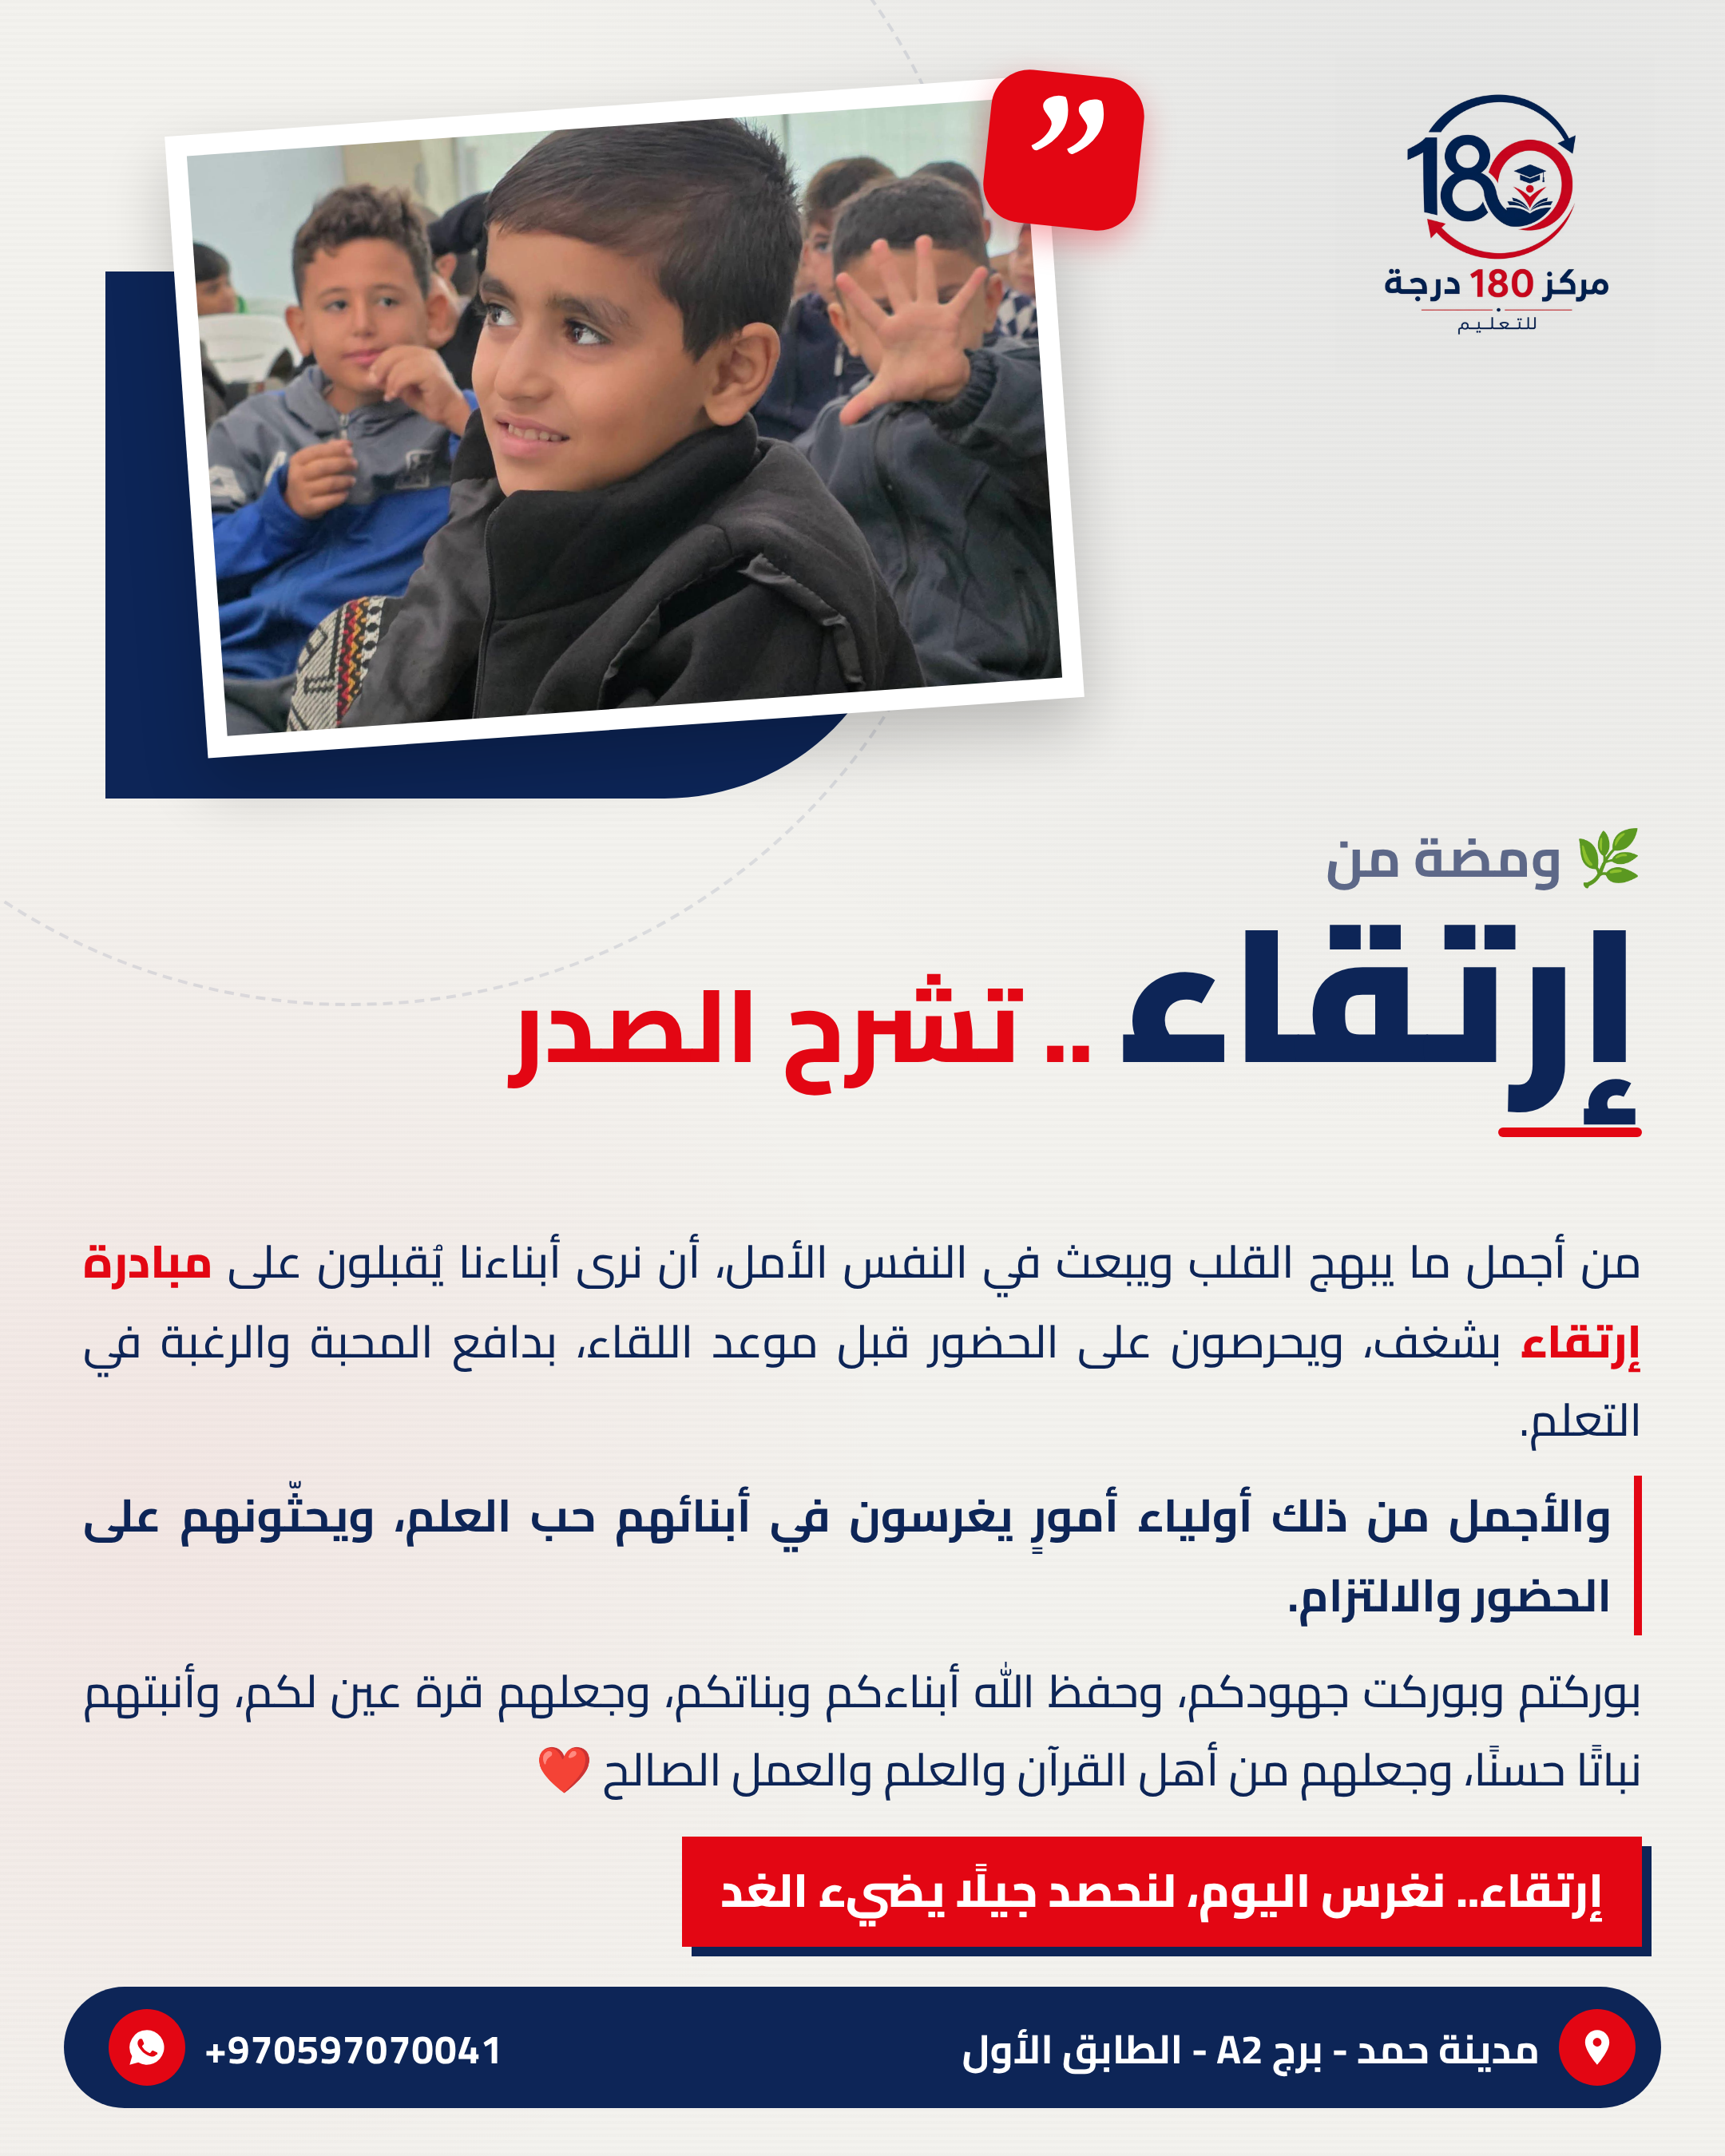 180
مركز 180 درجة
للتعليم
”
🌿 ومضة من
إرتقاء .. تشرح الصدر
من أجمل ما يبهج القلب ويبعث في النفس الأمل، أن نرى أبناءنا يُقبلون على مبادرة
إرتقاء بشغف، ويحرصون على الحضور قبل موعد اللقاء، بدافع المحبة والرغبة في
التعلم.
والأجمل من ذلك أولياء أمورٍ يغرسون في أبنائهم حب العلم، ويحثّونهم على
الحضور والالتزام.
بوركتم وبوركت جهودكم، وحفظ الله أبناءكم وبناتكم، وجعلهم قرة عين لكم، وأنبتهم
نباتًا حسنًا، وجعلهم من أهل القرآن والعلم والعمل الصالح ❤️
إرتقاء.. نغرس اليوم، لنحصد جيلًا يضيء الغد
مدينة حمد - برج A2 - الطابق الأول
+970597070041